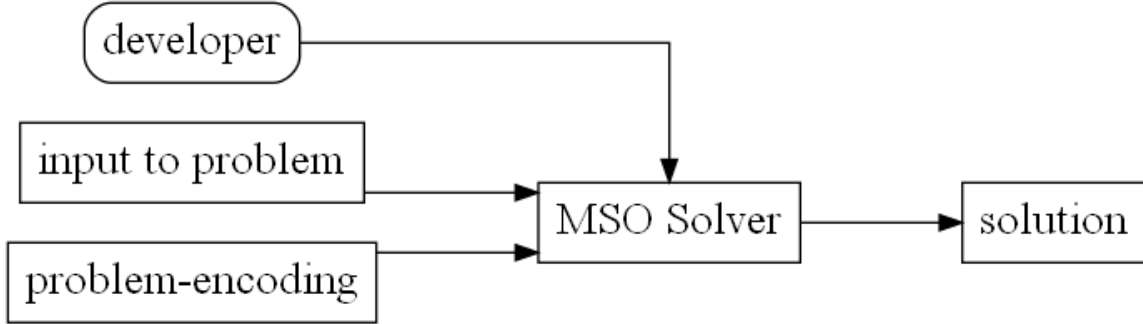 developer
input to problem
MSO Solver
solution
problem-encoding